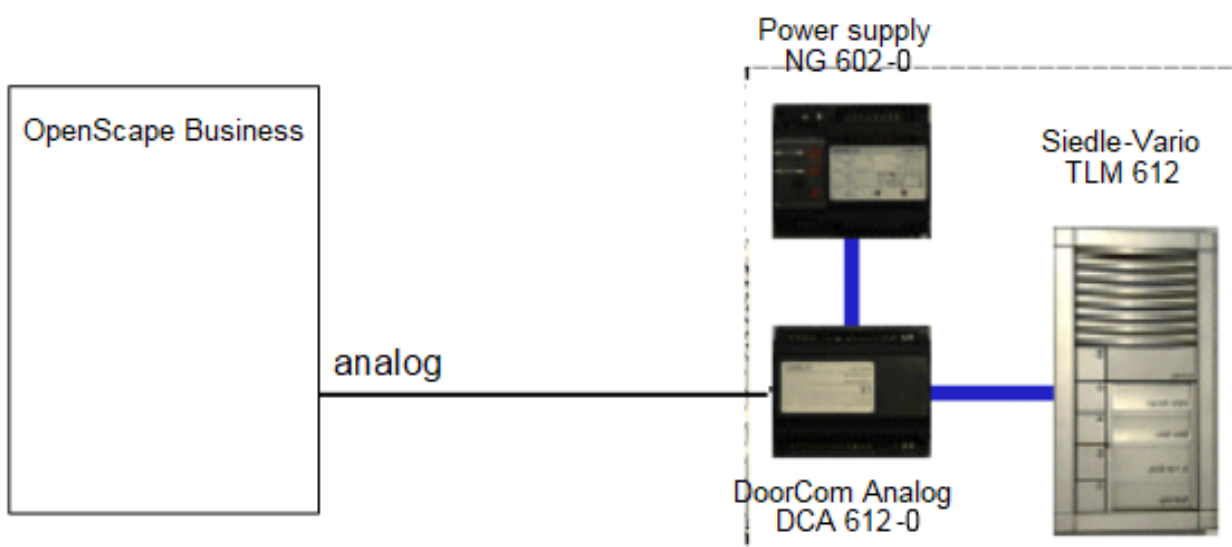 Power supply
NG 602-0
OpenScape Business
Siedle-Vario
TLM 612
analog
DoorCom Analog
DCA 612-0